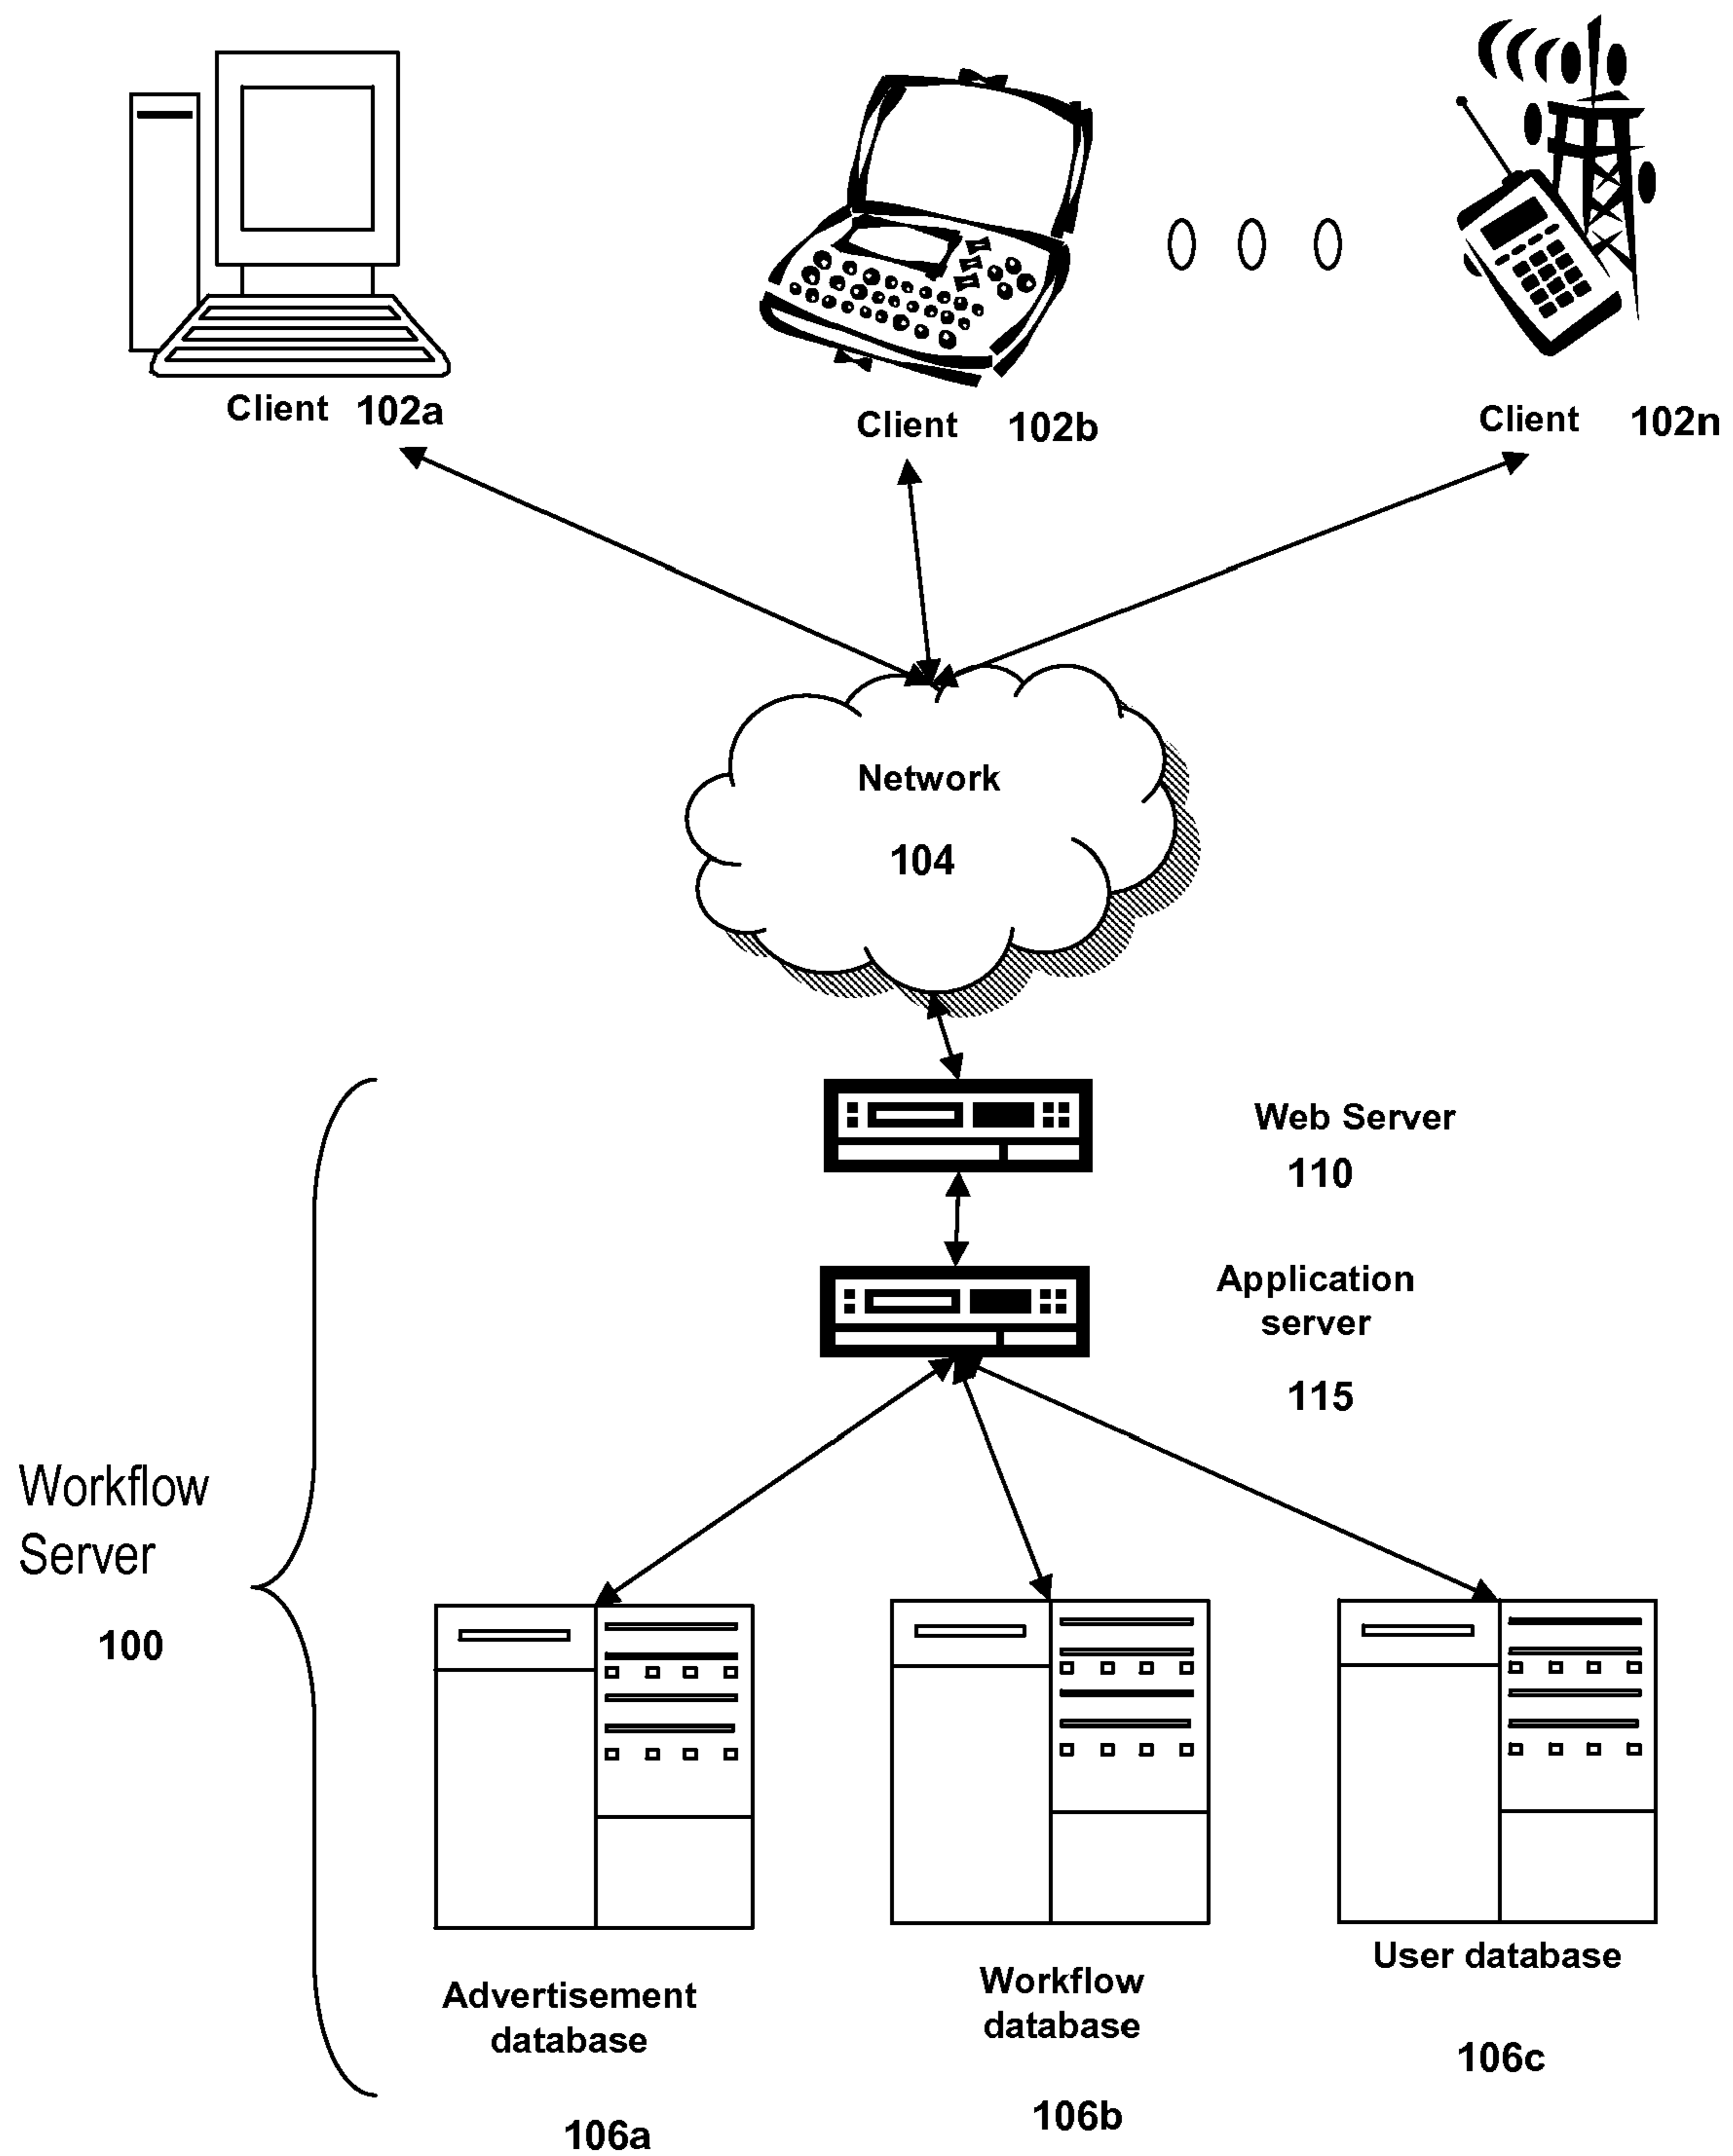 Client 102a
Client 102b
Client 102n
Network
104
Web Server
110
Application
server
115
Workflow
Server
100
Advertisement
database
106a
Workflow
database
106b
User database
106c